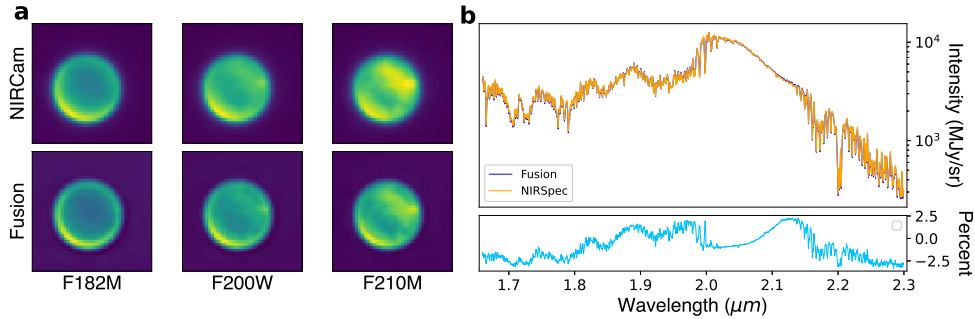 a
NIRCam
Fusion
F182M
F200W
F210M
b
10⁴
10³
Intensity (MJy/sr)
Fusion
NIRSpec
2.5
0.0
−2.5
Percent
1.7 1.8 1.9 2.0 2.1 2.2 2.3
Wavelength (μm)